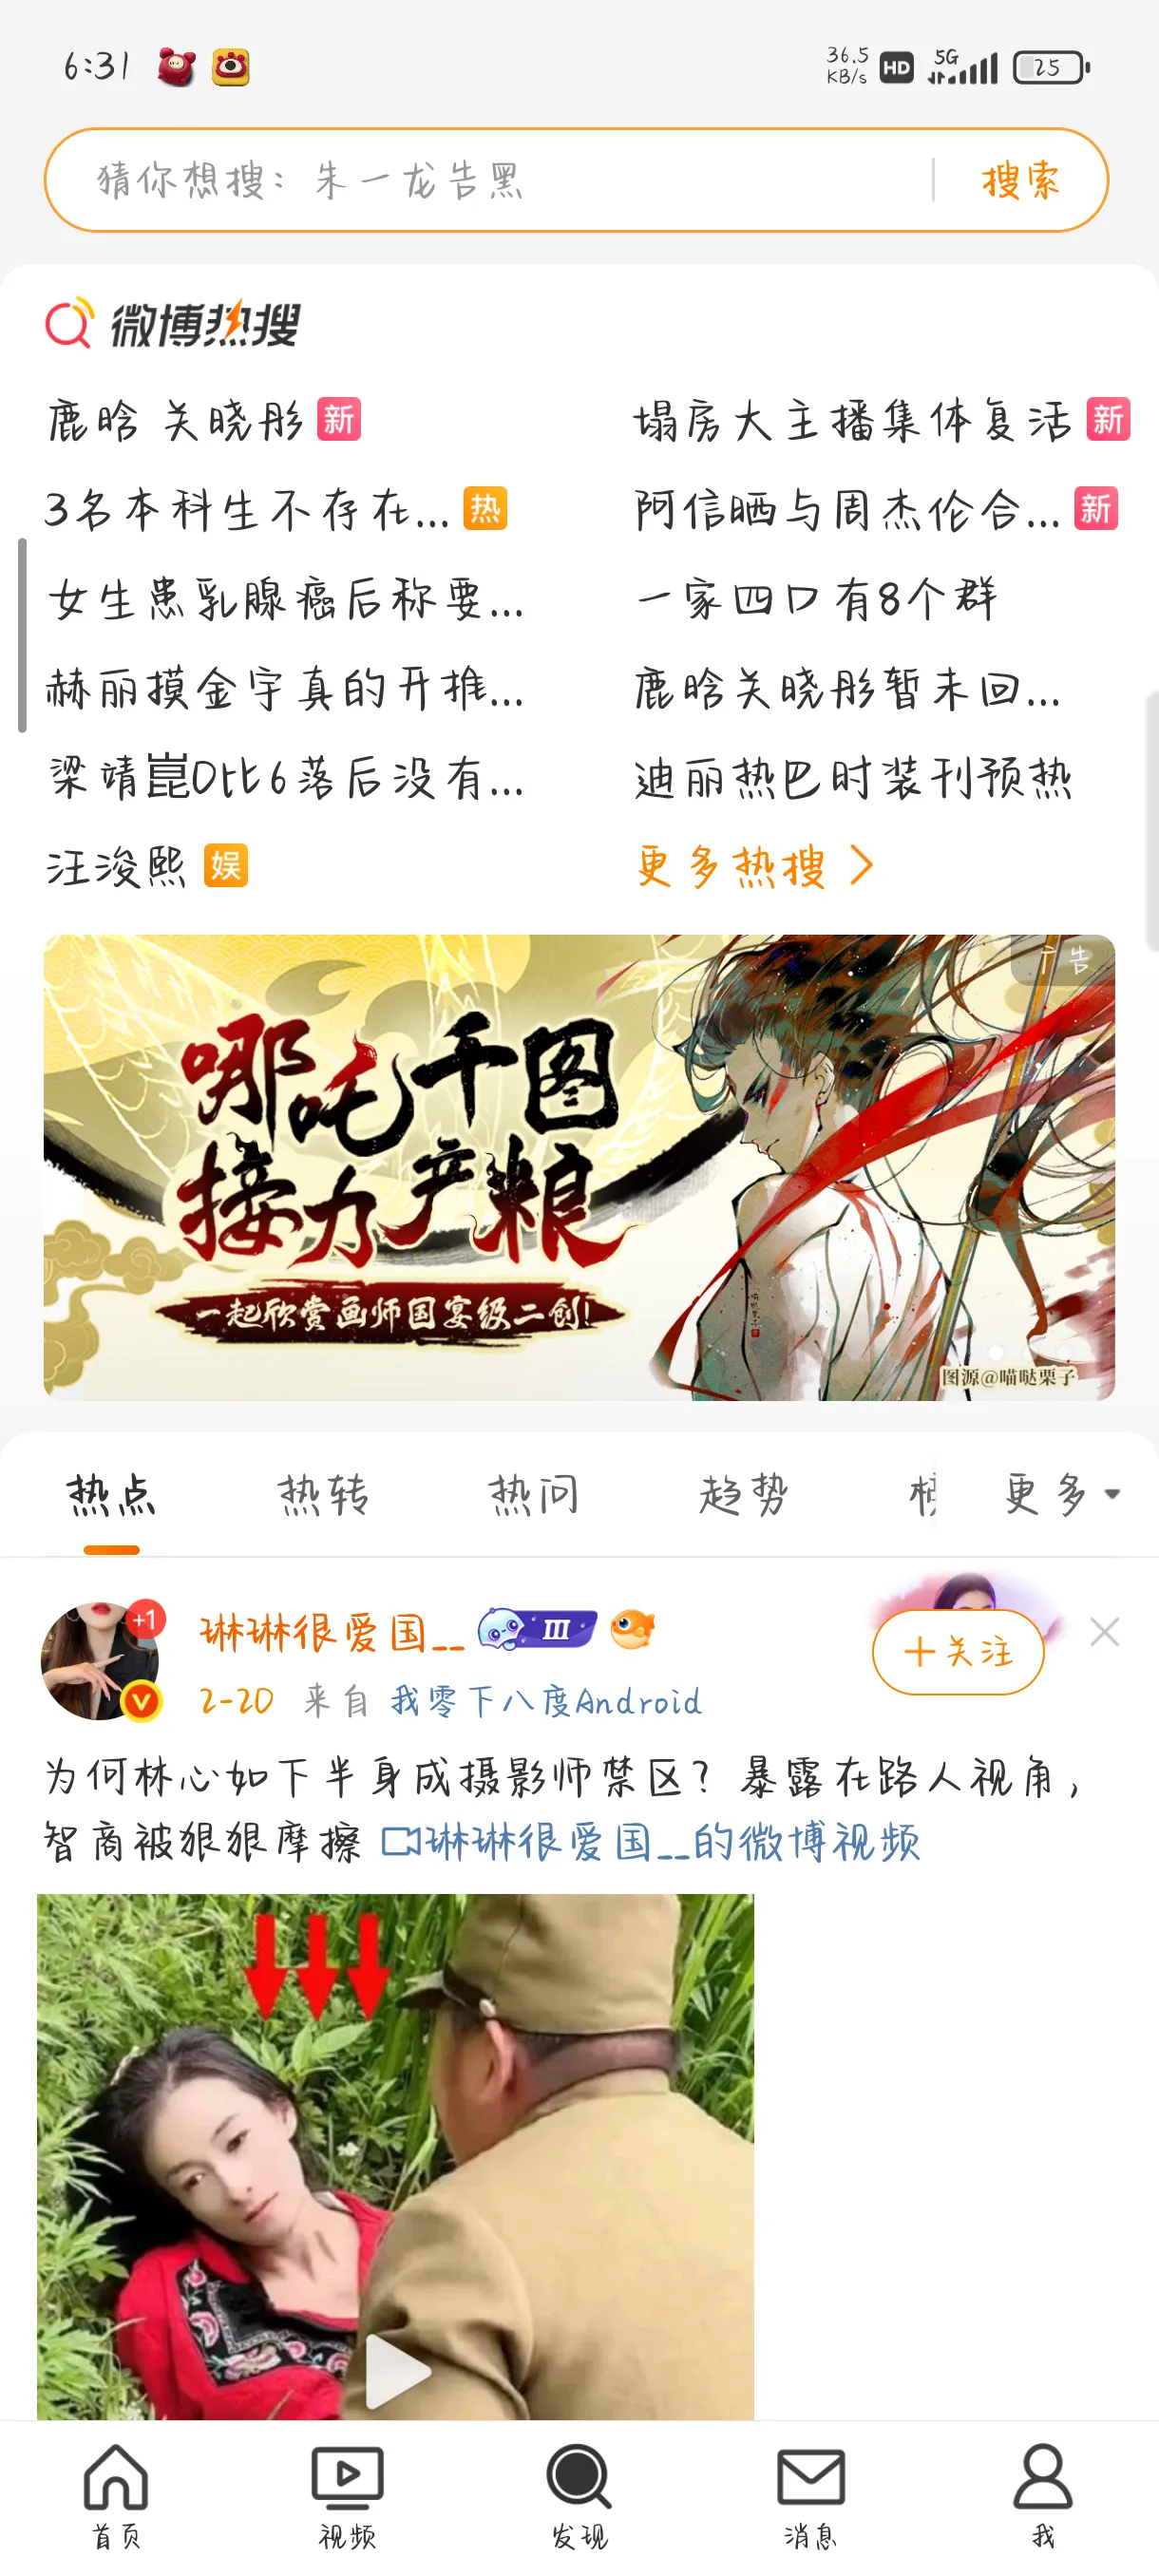 6:31
36.5 KB/s HD 5G 25
猜你想搜：朱一龙告黑
搜索
微博热搜
鹿晗 关晓彤 新
塌房大主播集体复活 新
3名本科生不存在... 热
阿信晒与周杰伦合... 新
女生患乳腺癌后称要...
一家四口有8个群
赫丽摸金宇真的开推...
鹿晗关晓彤暂未回...
梁靖崑0比6落后没有...
迪丽热巴时装刊预热
汪浚熙 娱
更多热搜
广告
哪吒千图
接力产粮
一起欣赏画师国宴级二创!
图源@喵哒栗子
热点 热转 热问 趋势 更多
+1
琳琳很爱国__ III
+关注
V
2-20 来自 我零下八度Android
为何林心如下半身成摄影师禁区？暴露在路人视角，
智商被狠狠摩擦 琳琳很爱国__的微博视频
首页 视频 发现 消息 我